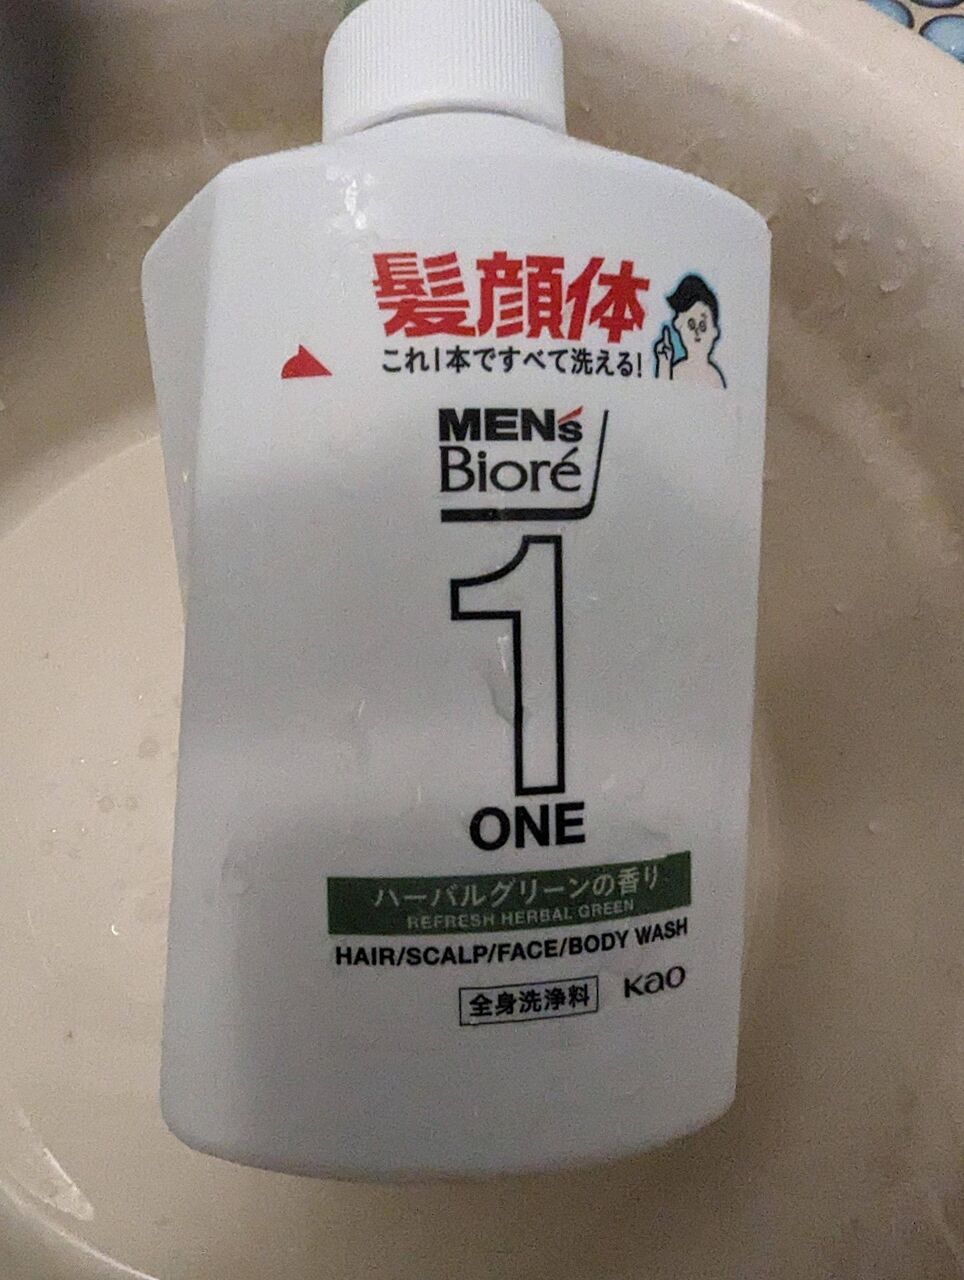 髪顔体
これ1本ですべて洗える!
MEN's
Bioré
1
ONE
ハーバルグリーンの香り
REFRESH HERBAL GREEN
HAIR/SCALP/FACE/BODY WASH
全身洗浄料
Kao